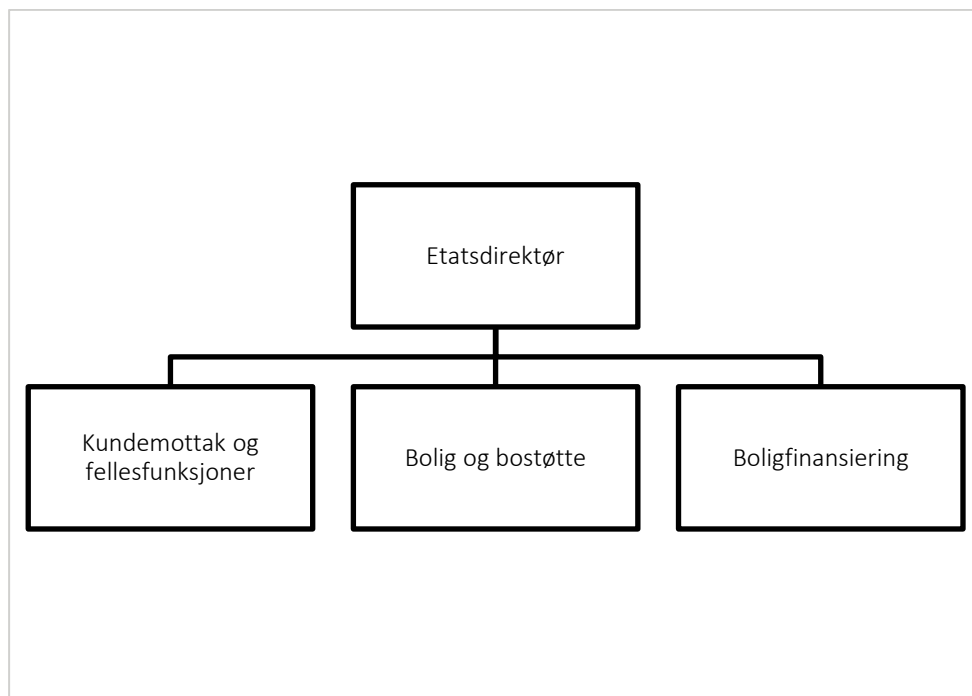 Etatsdirektør
Kundemottak og
fellesfunksjoner
Bolig og bostøtte
Boligfinansiering